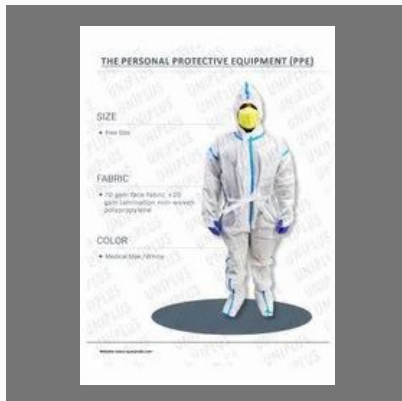 THE PERSONAL PROTECTIVE EQUIPMENT (PPE)
SIZE
• Free Size
FABRIC
• 70 gsm face fabric +20
gsm lamination non-woven
polypropylene
COLOR
• Medical blue/White
UNIPLUS